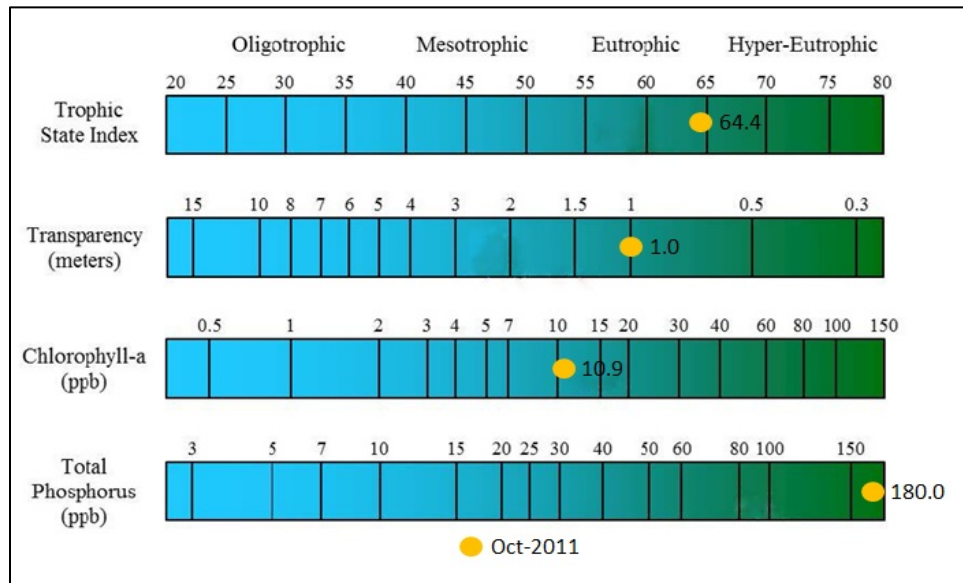 Oligotrophic Mesotrophic Eutrophic Hyper-Eutrophic
20 25 30 35 40 45 50 55 60 65 70 75 80
Trophic
State Index
64.4
15 10 8 7 6 5 4 3 2 1.5 1 0.5 0.3
Transparency
(meters)
1.0
0.5 1 2 3 4 5 7 10 15 20 30 40 60 80 100 150
Chlorophyll-a
(ppb)
10.9
3 5 7 10 15 20 25 30 40 50 60 80 100 150
Total
Phosphorus
(ppb)
180.0
Oct-2011